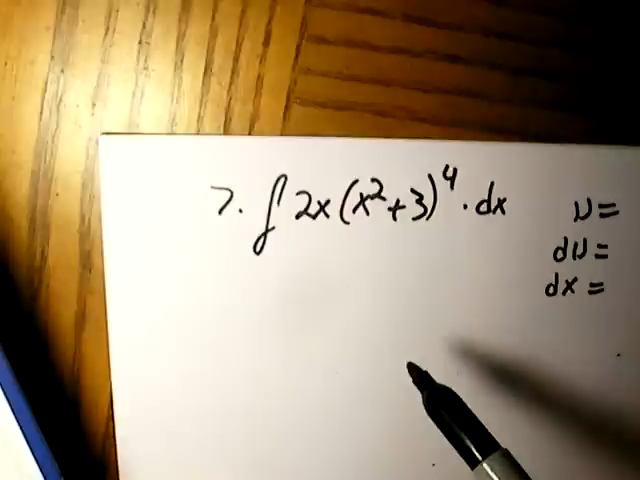 7. ∫ 2x(x²+3)⁴ · dx
u =
du =
dx =